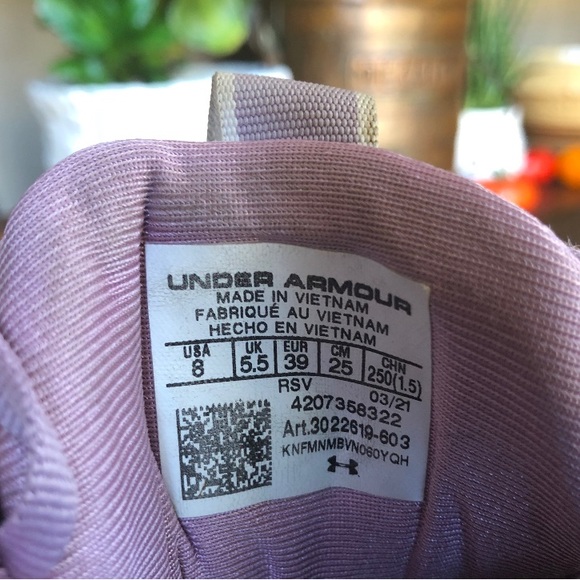 UNDER ARMOUR
MADE IN VIETNAM
FABRIQUÉ AU VIETNAM
HECHO EN VIETNAM
USA UK EUR CM CHN
8 5.5 39 25 250(1.5)
RSV 03/21
4207358322
Art.3022619-603
KNFMNMBVN060YQH